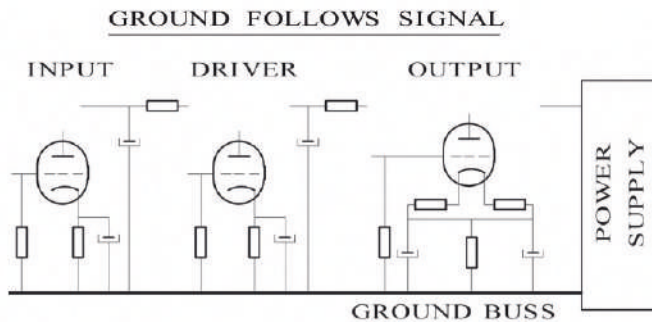 GROUND FOLLOWS SIGNAL
INPUT
DRIVER
OUTPUT
POWER
SUPPLY
GROUND BUSS